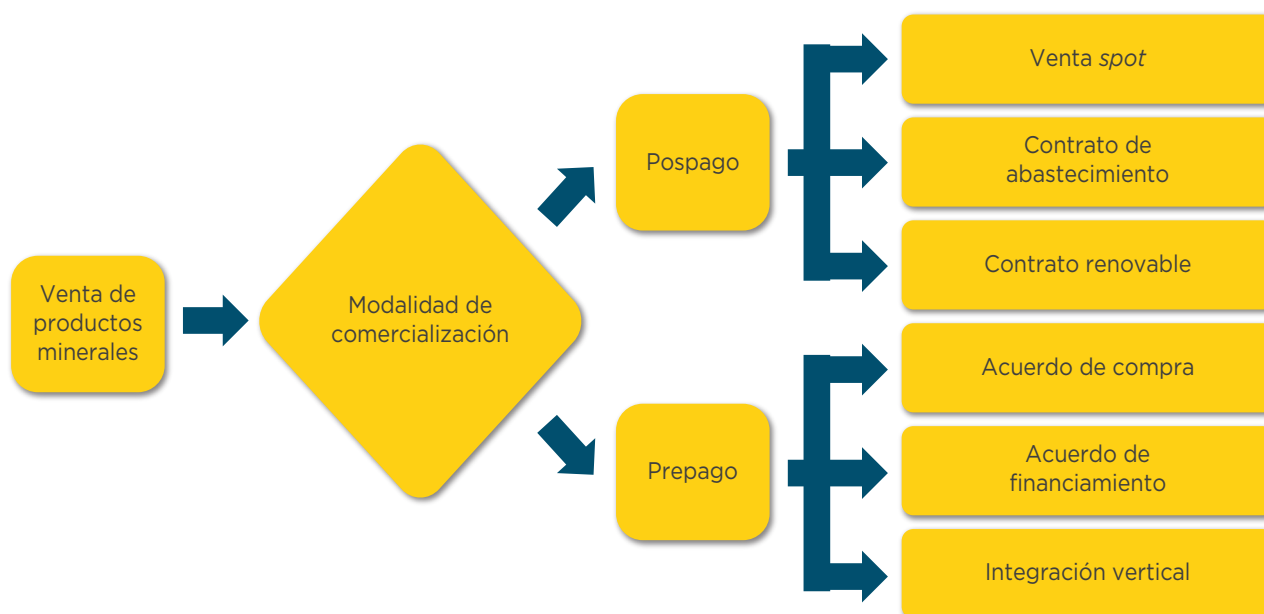 Venta de
productos
minerales
Modalidad de
comercialización
Pospago
Venta spot
Contrato de
abastecimiento
Contrato renovable
Prepago
Acuerdo de compra
Acuerdo de
financiamiento
Integración vertical